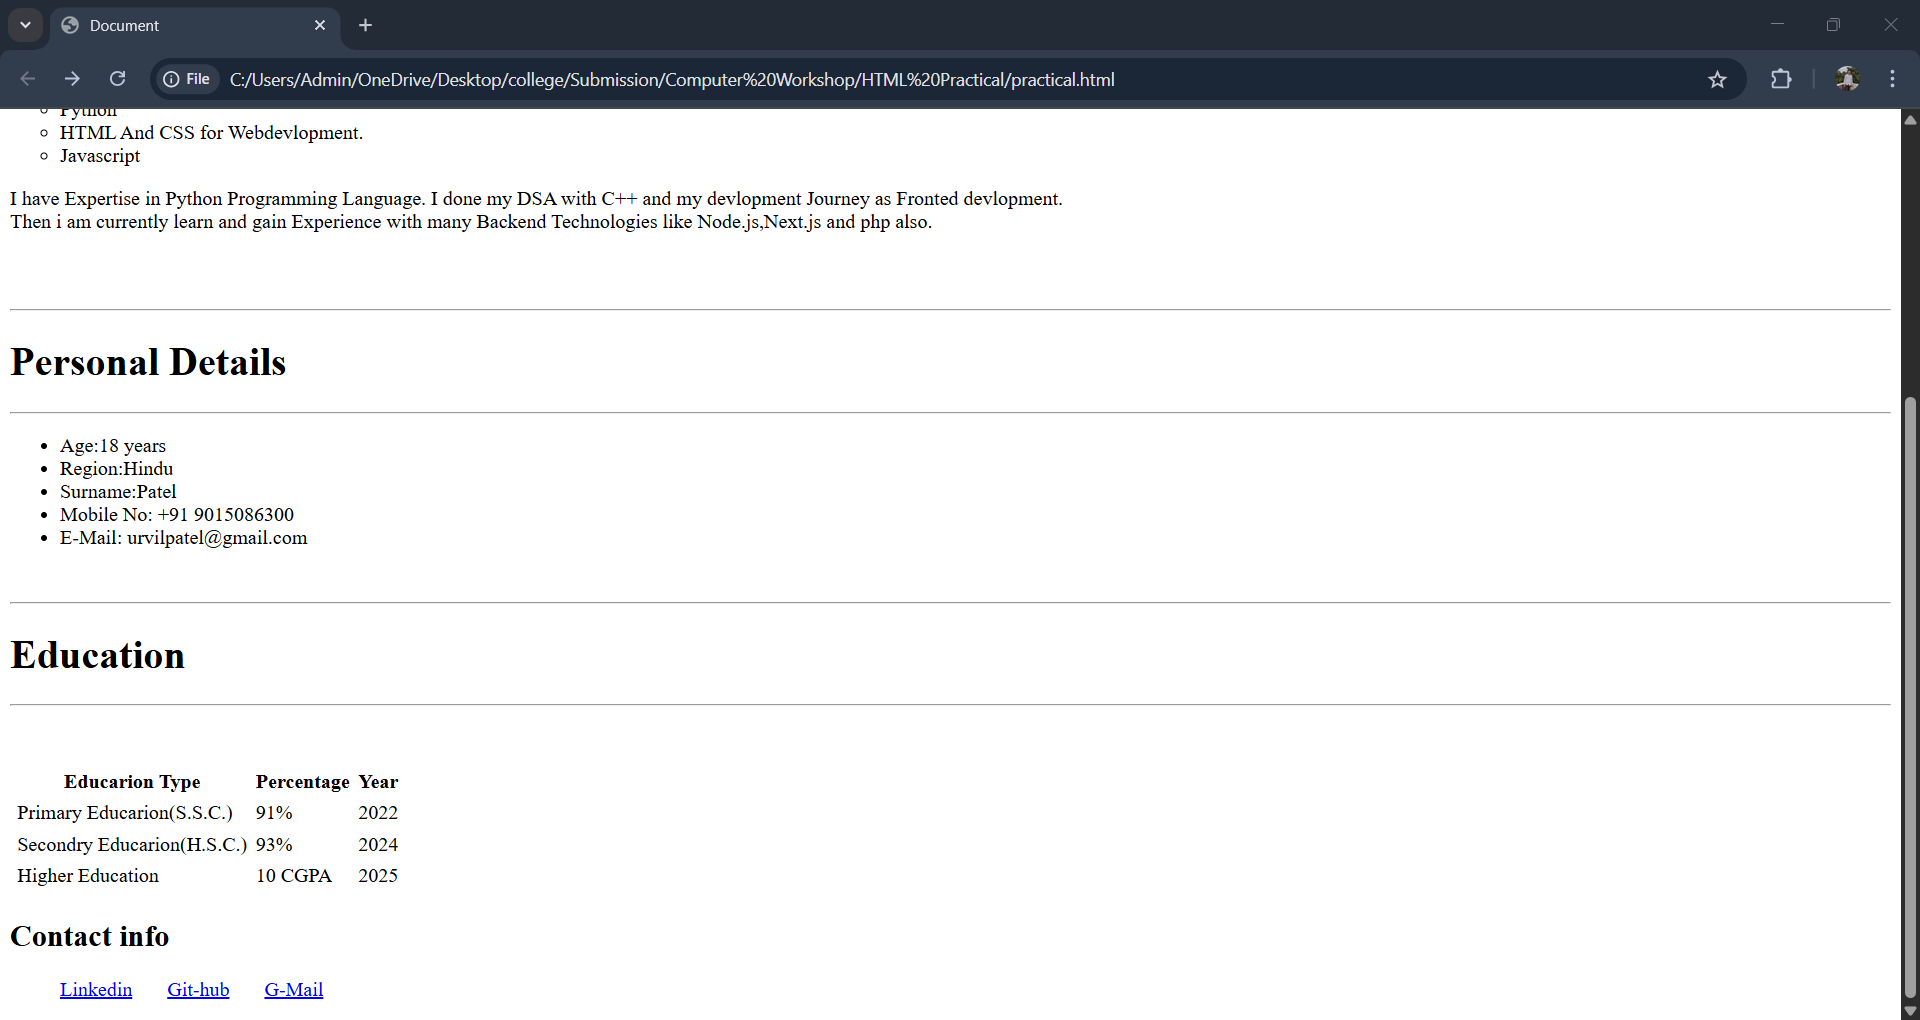 Document
File
C:/Users/Admin/OneDrive/Desktop/college/Submission/Computer%20Workshop/HTML%20Practical/practical.html
Python
HTML And CSS for Webdevlopment.
Javascript
I have Expertise in Python Programming Language. I done my DSA with C++ and my devlopment Journey as Fronted devlopment.
Then i am currently learn and gain Experience with many Backend Technologies like Node.js,Next.js and php also.
Personal Details
Age:18 years
Region:Hindu
Surname:Patel
Mobile No: +91 9015086300
E-Mail: urvilpatel@gmail.com
Education
Educarion Type Percentage Year
Primary Educarion(S.S.C.) 91% 2022
Secondry Educarion(H.S.C.) 93% 2024
Higher Education 10 CGPA 2025
Contact info
Linkedin Git-hub G-Mail